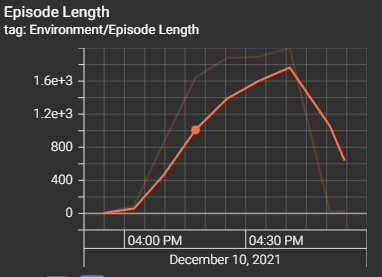 Episode Length
tag: Environment/Episode Length
1.6e+3
1.2e+3
800
400
0
04:00 PM 04:30 PM
December 10, 2021